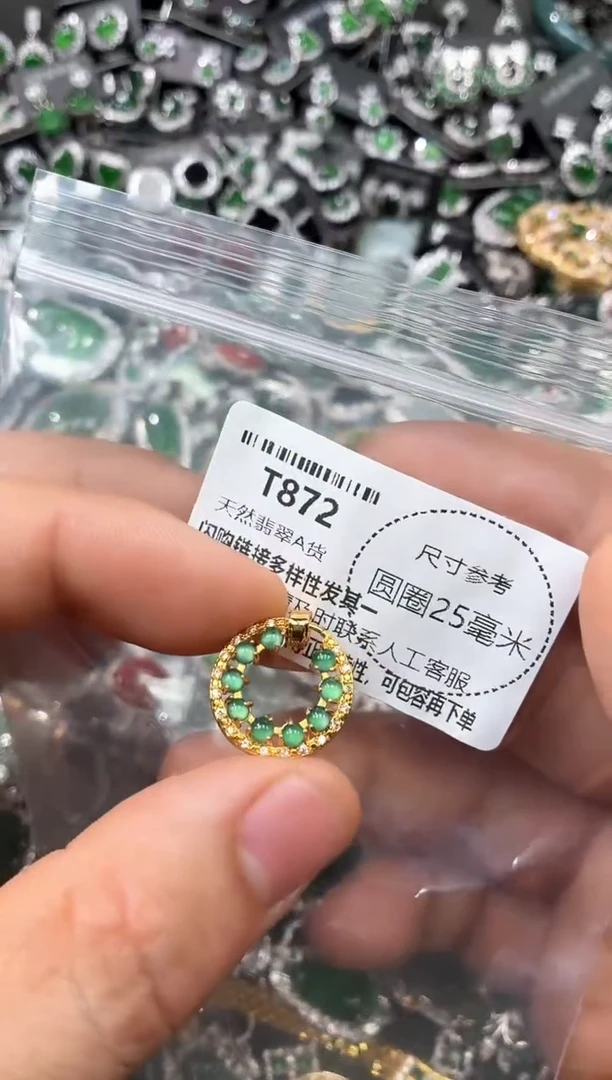 T872
天然翡翠A货
闪购链接多样性发其一
及时联系人工客服
性，可包容再下单
尺寸参考
圆圈25毫米